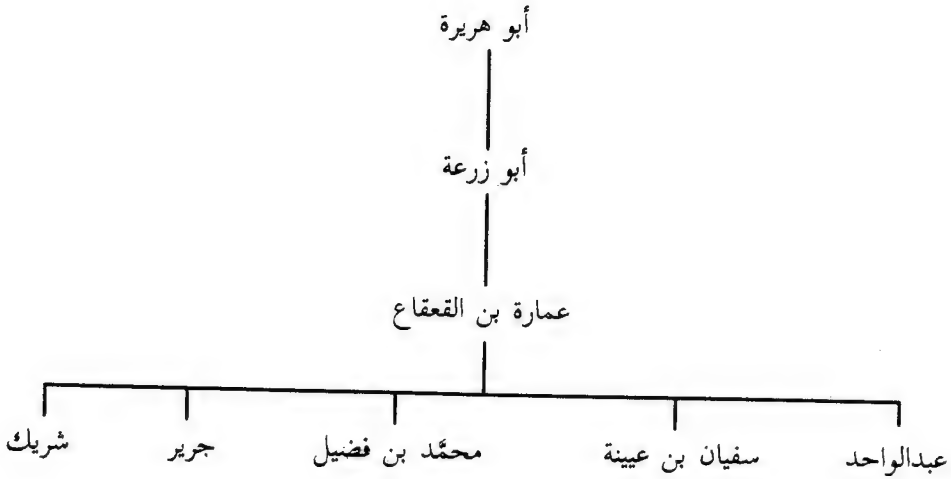 أبو هريرة
أبو زرعة
عمارة بن القعقاع
عبدالواحد سفيان بن عيينة محمَّد بن فضيل جرير شريك